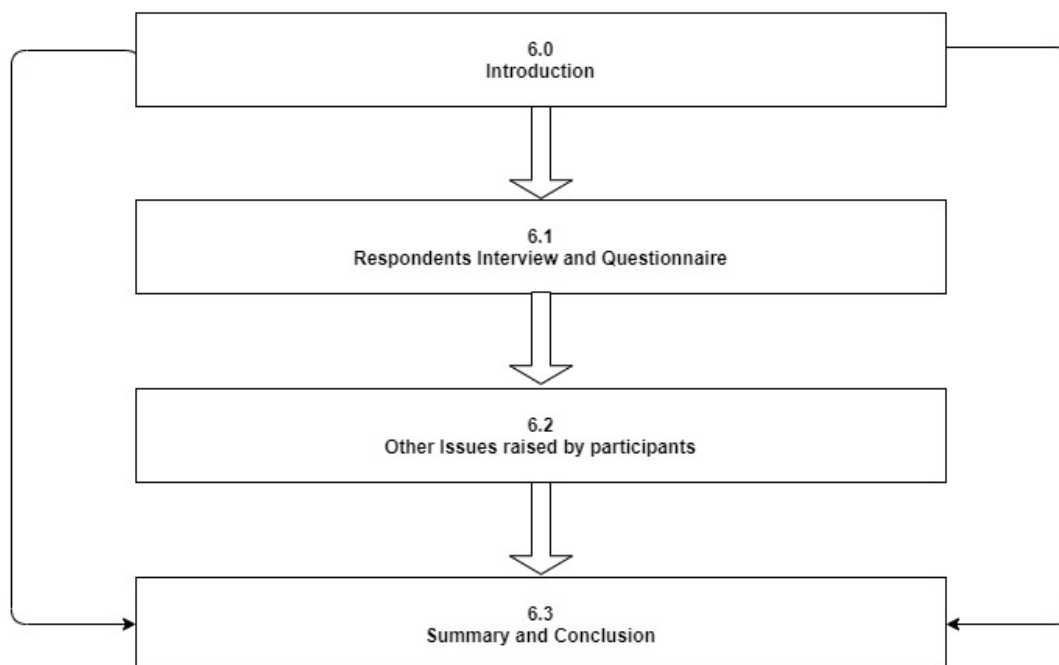 6.0
Introduction
6.1
Respondents Interview and Questionnaire
6.2
Other Issues raised by participants
6.3
Summary and Conclusion